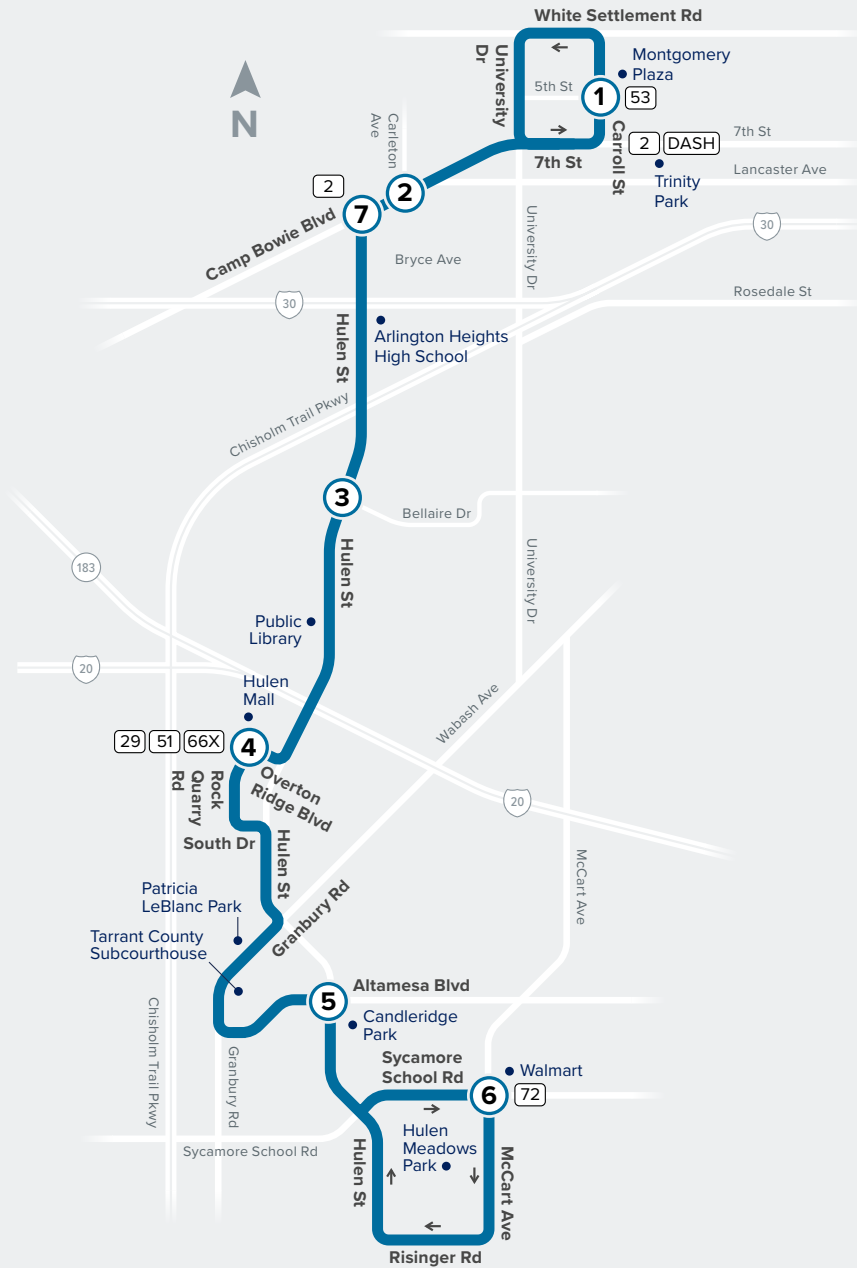 White Settlement Rd
University
Dr
Montgomery
Plaza
5th St
1
53
N
Carleton
Ave
Carroll St
7th St
2
DASH
7th St
Lancaster Ave
Trinity
Park
2
2
7
Camp Bowie Blvd
University Dr
30
Bryce Ave
30
Rosedale St
Hulen St
Arlington Heights
High School
Chisholm Trail Pkwy
3
Bellaire Dr
183
Hulen St
University Dr
Public
Library
20
Hulen
Mall
Wabash Ave
29
51
66X
4
Overton
Ridge Blvd
Rock
Quarry
Rd
20
South Dr
Hulen St
McCart Ave
Patricia
LeBlanc Park
Granbury Rd
Tarrant County
Subcourthouse
Altamesa Blvd
5
Candleridge
Park
Chisholm Trail Pkwy
Granbury Rd
Sycamore
School Rd
Walmart
6
72
Hulen
Meadows
Park
Sycamore School Rd
Hulen St
McCart Ave
Risinger Rd